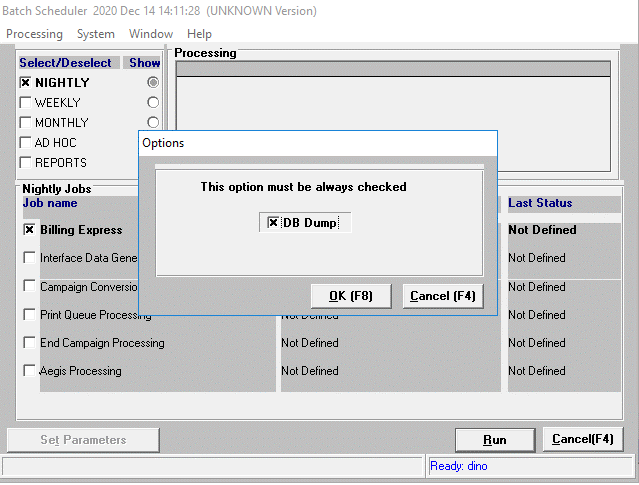 Batch Scheduler 2020 Dec 14 14:11:28 (UNKNOWN Version)
Processing System Window Help
Select/Deselect Show
NIGHTLY
WEEKLY
MONTHLY
AD HOC
REPORTS
Processing
Options
This option must be always checked
DB Dump
OK (F8) Cancel (F4)
Nightly Jobs
Job name Last Status
Billing Express Not Defined
Interface Data Gene Not Defined
Campaign Conversio Not Defined
Print Queue Processing Not Defined Not Defined
End Campaign Processing Not Defined Not Defined
Aegis Processing Not Defined Not Defined
Set Parameters Run Cancel(F4)
Ready: dino